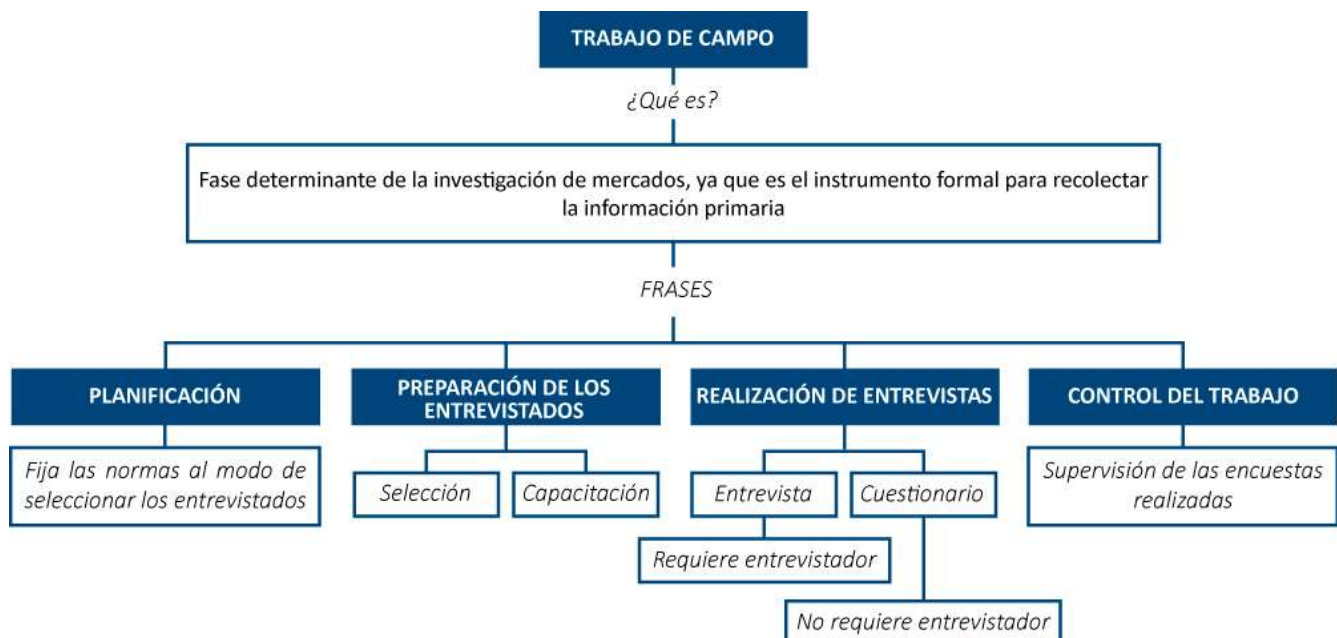 TRABAJO DE CAMPO
¿Qué es?
Fase determinante de la investigación de mercados, ya que es el instrumento formal para recolectar
la información primaria
FRASES
PLANIFICACIÓN
Fija las normas al modo de
seleccionar los entrevistados
PREPARACIÓN DE LOS
ENTREVISTADOS
Selección
Capacitación
REALIZACIÓN DE ENTREVISTAS
Entrevista
Cuestionario
Requiere entrevistador
No requiere entrevistador
CONTROL DEL TRABAJO
Supervisión de las encuestas
realizadas